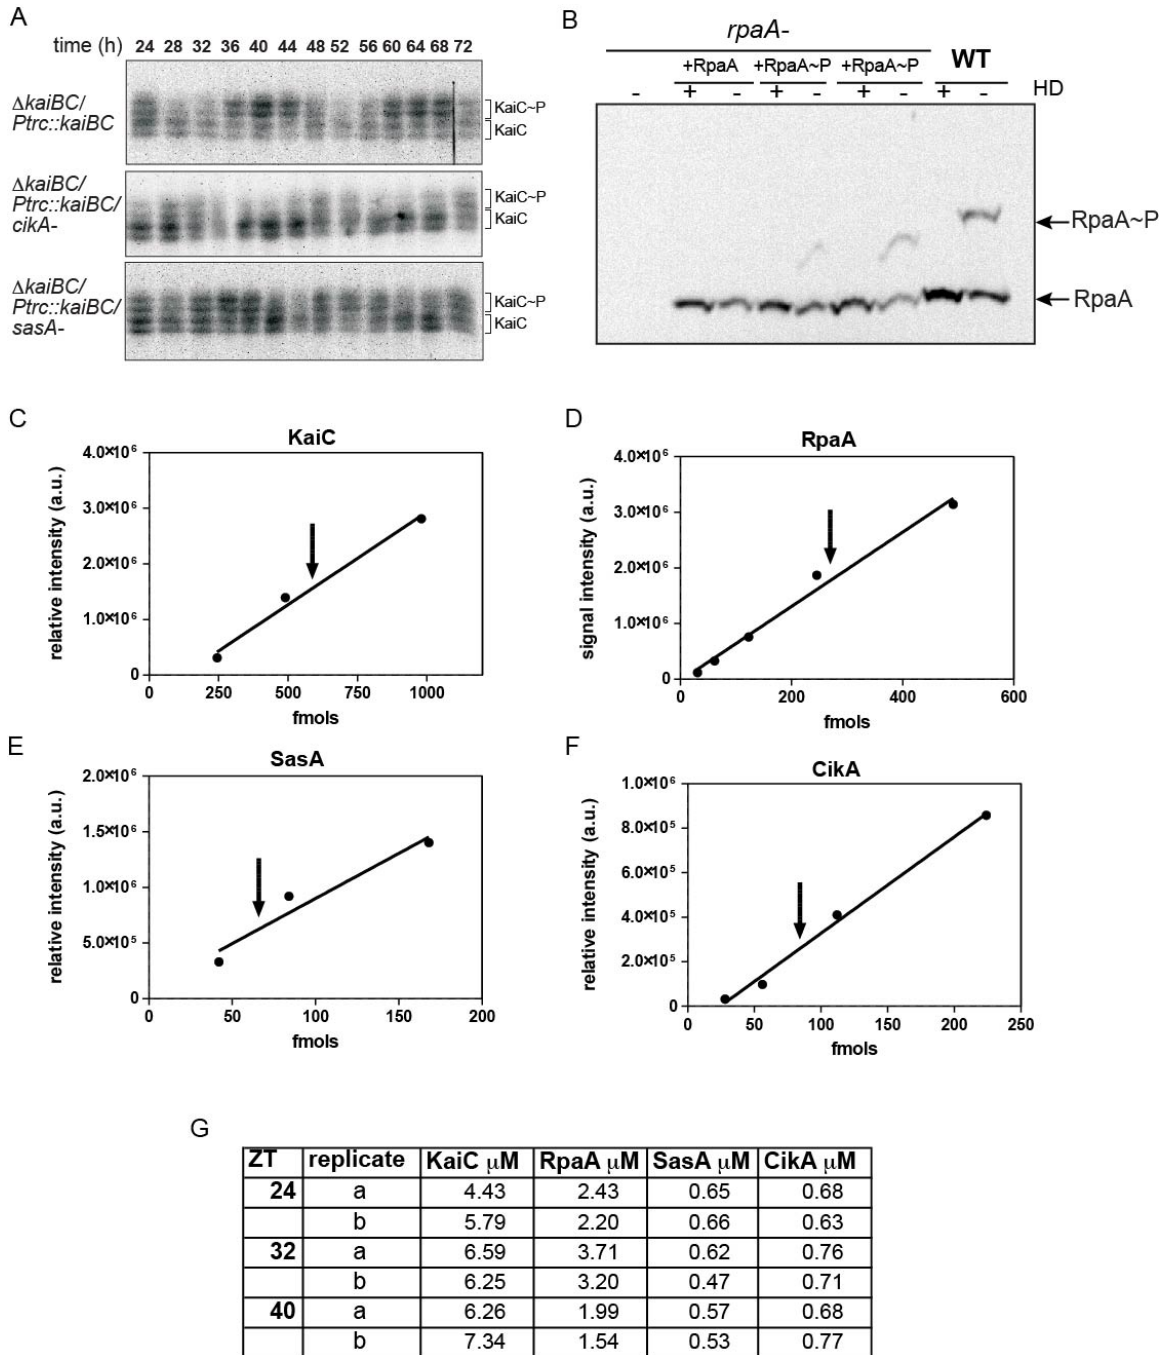 A
time (h) 24 28 32 36 40 44 48 52 56 60 64 68 72
ΔkaiBC/
Ptrc::kaiBC
KaiC~P
KaiC
ΔkaiBC/
Ptrc::kaiBC/
cikA-
KaiC~P
KaiC
ΔkaiBC/
Ptrc::kaiBC/
sasA-
KaiC~P
KaiC
B
rpaA-
+RpaA +RpaA~P +RpaA~P WT
- + - + - + - + - HD
RpaA~P
RpaA
C
KaiC
relative intensity (a.u.)
4.0×10⁶
3.0×10⁶
2.0×10⁶
1.0×10⁶
0
0 250 500 750 1000
fmols
D
RpaA
signal intensity (a.u.)
4.0×10⁶
3.0×10⁶
2.0×10⁶
1.0×10⁶
0
0 200 400 600
fmols
E
SasA
relative intensity (a.u.)
2.0×10⁶
1.5×10⁶
1.0×10⁶
5.0×10⁵
0
0 50 100 150 200
fmols
F
CikA
relative intensity (a.u.)
1.0×10⁶
8.0×10⁵
6.0×10⁵
4.0×10⁵
2.0×10⁵
0
0 50 100 150 200 250
fmols
G
ZT replicate KaiC μM RpaA μM SasA μM CikA μM
24 a 4.43 2.43 0.65 0.68
b 5.79 2.20 0.66 0.63
32 a 6.59 3.71 0.62 0.76
b 6.25 3.20 0.47 0.71
40 a 6.26 1.99 0.57 0.68
b 7.34 1.54 0.53 0.77